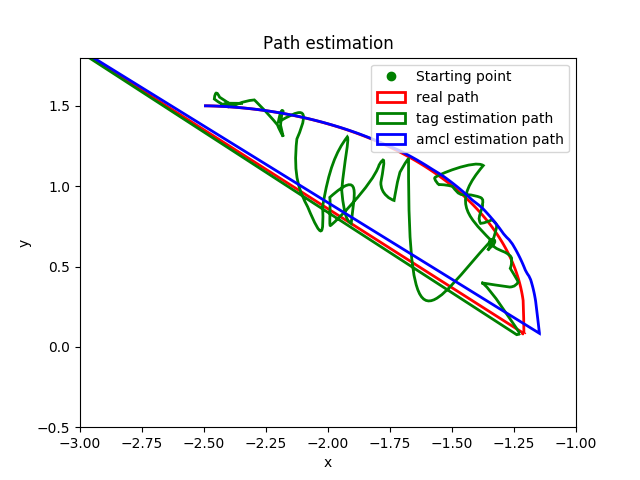 Path estimation
Starting point
real path
tag estimation path
amcl estimation path
y
1.5
1.0
0.5
0.0
−0.5
−3.00 −2.75 −2.50 −2.25 −2.00 −1.75 −1.50 −1.25 −1.00
x